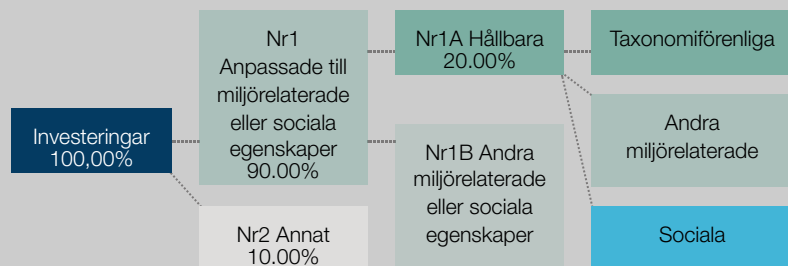 Investeringar
100,00%
Nr1
Anpassade till
miljörelaterade
eller sociala
egenskaper
90.00%
Nr2 Annat
10.00%
Nr1A Hållbara
20.00%
Nr1B Andra
miljörelaterade
eller sociala
egenskaper
Taxonomiförenliga
Andra
miljörelaterade
Sociala